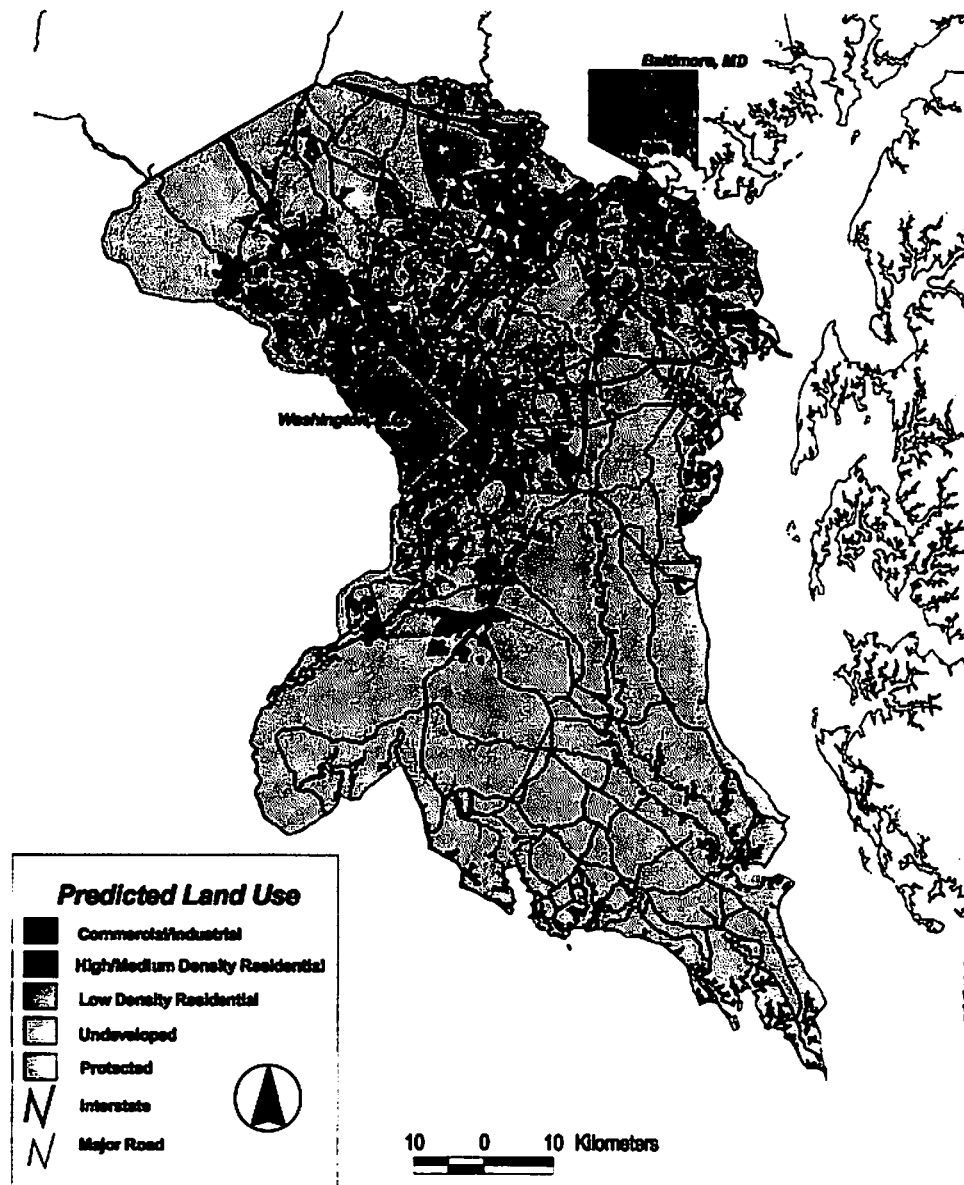 Baltimore, MD
Washington,
Predicted Land Use
Commercial/Industrial
High/Medium Density Residential
Low Density Residential
Undeveloped
Protected
Interstate
Major Road
10 0 10 Kilometers